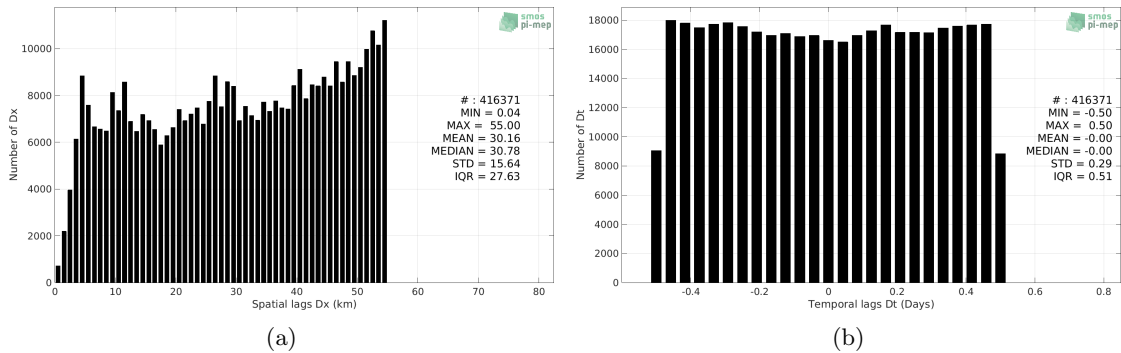 smos
pi-mep
10000
8000
6000
4000
2000
0
Number of Dx
# : 416371
MIN = 0.04
MAX = 55.00
MEAN = 30.16
MEDIAN = 30.78
STD = 15.64
IQR = 27.63
0 10 20 30 40 50 60 70 80
Spatial lags Dx (km)
(a)
smos
pi-mep
18000
16000
14000
12000
10000
8000
6000
4000
2000
0
Number of Dt
# : 416371
MIN = -0.50
MAX = 0.50
MEAN = -0.00
MEDIAN = -0.00
STD = 0.29
IQR = 0.51
-0.4 -0.2 0 0.2 0.4 0.6 0.8
Temporal lags Dt (Days)
(b)